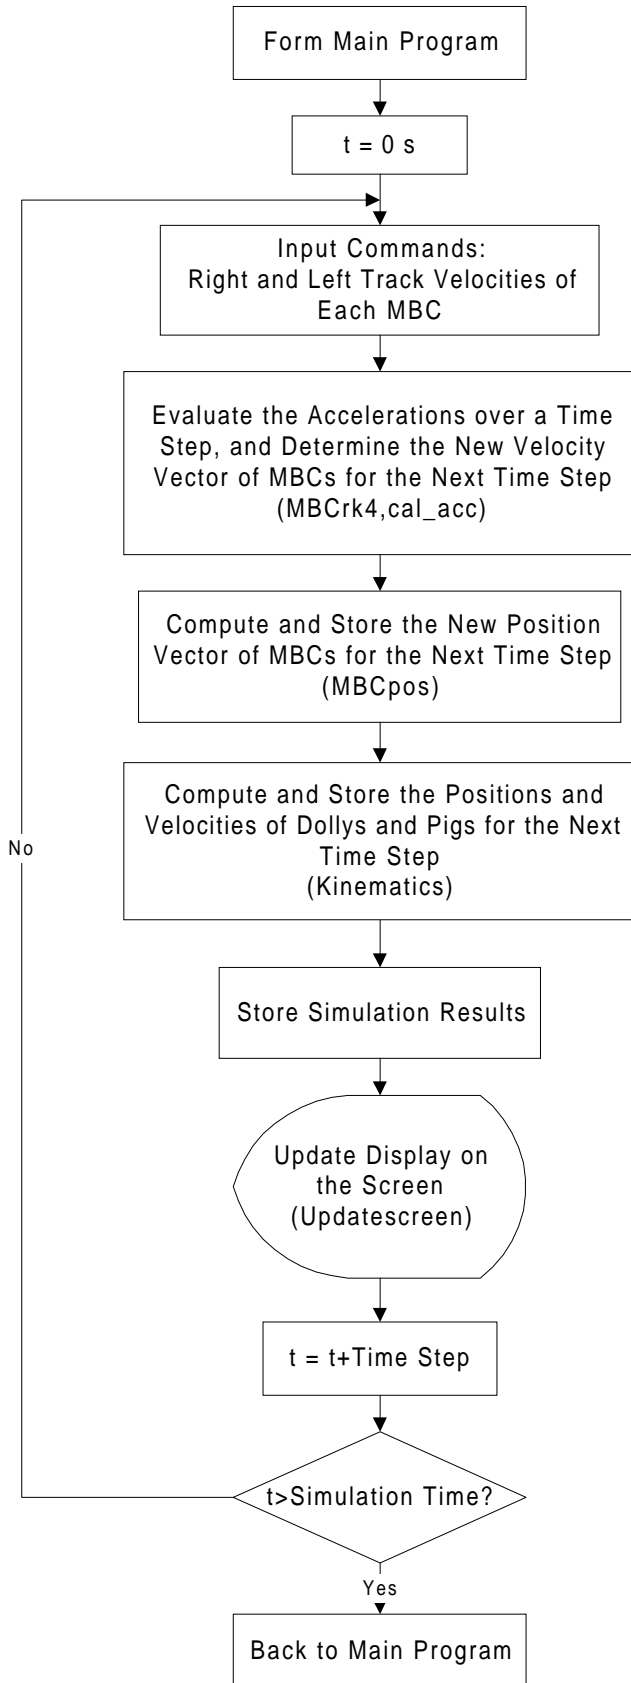 Form Main Program
t = 0 s
Input Commands:
Right and Left Track Velocities of
Each MBC
Evaluate the Accelerations over a Time
Step, and Determine the New Velocity
Vector of MBCs for the Next Time Step
(MBCrk4,cal_acc)
Compute and Store the New Position
Vector of MBCs for the Next Time Step
(MBCpos)
Compute and Store the Positions and
Velocities of Dollys and Pigs for the Next
Time Step
(Kinematics)
No
Store Simulation Results
Update Display on
the Screen
(Updatescreen)
t = t+Time Step
t>Simulation Time?
Yes
Back to Main Program